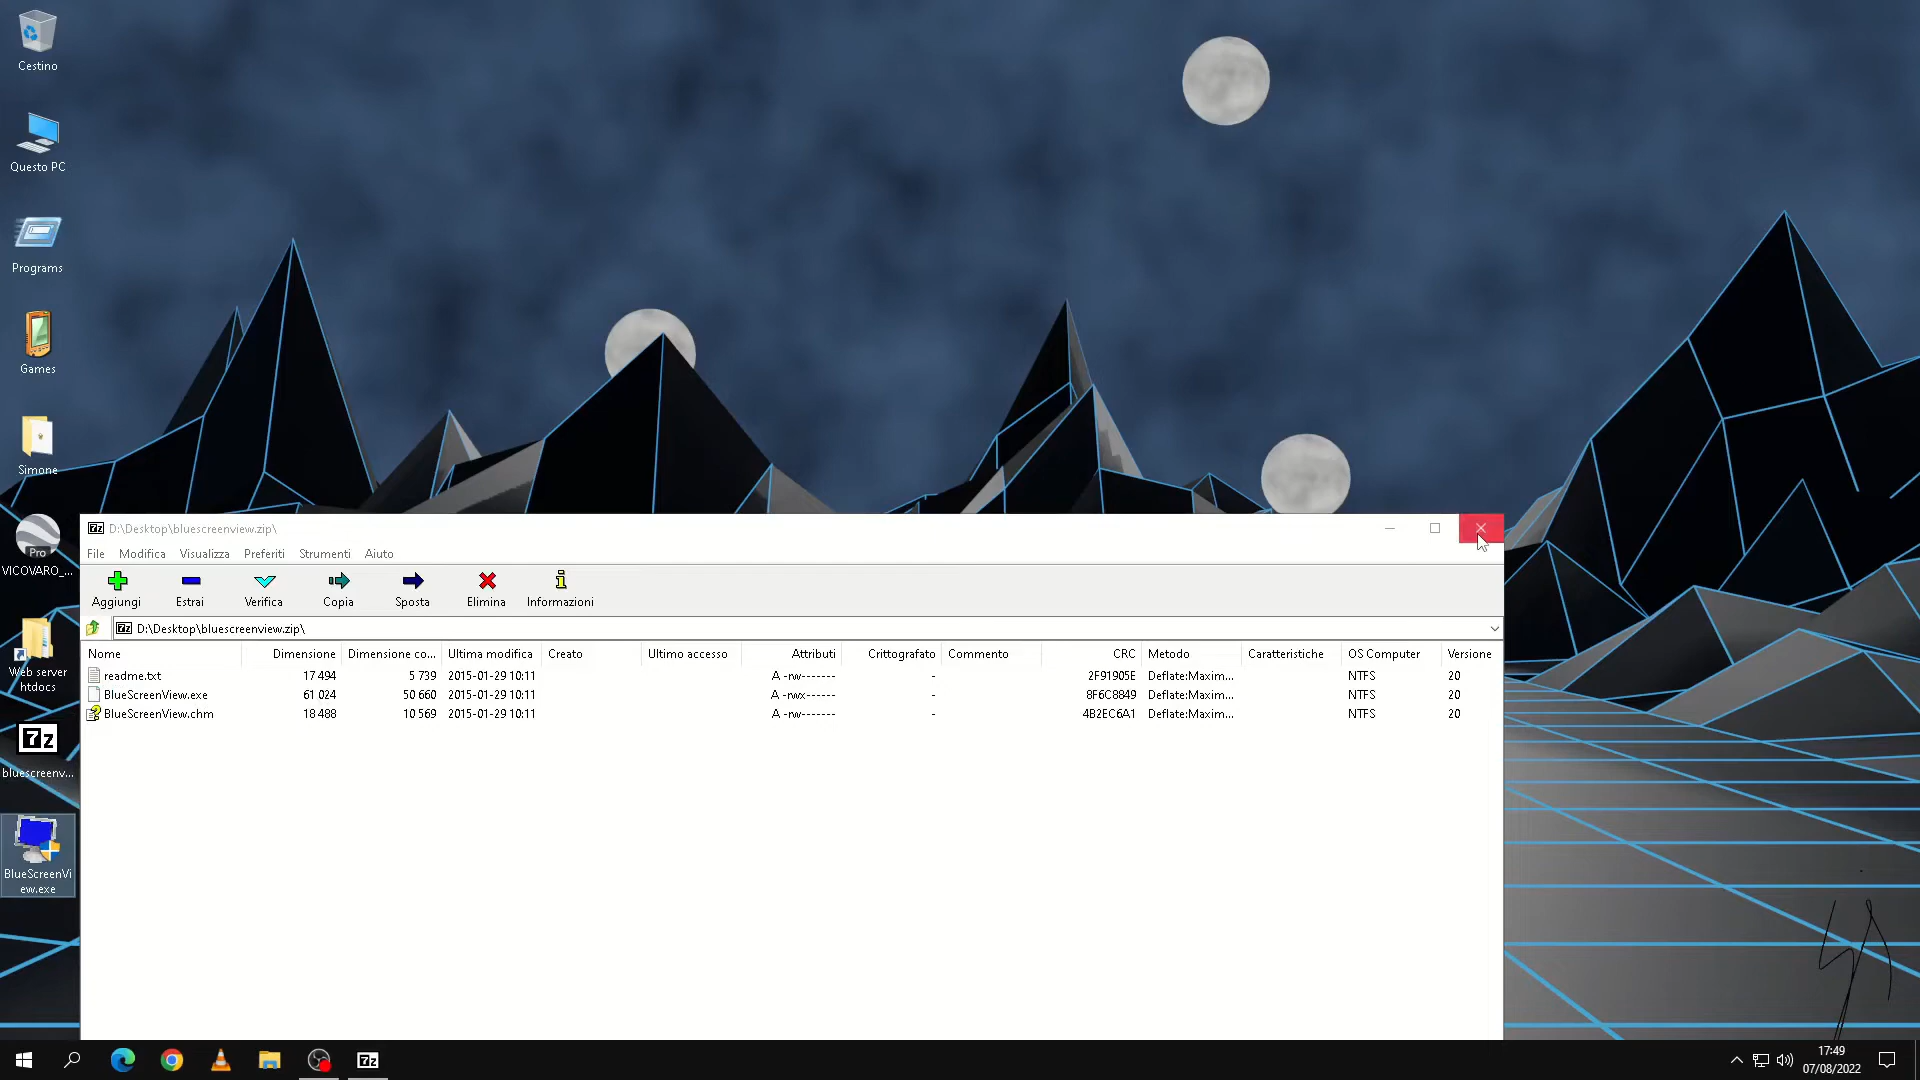 Cestino
Questo PC
Programs
Games
Simone
Pro
VICOVARO_...
Web server
htdocs
7z
bluescreenv...
BlueScreenVi
ew.exe
7z D:\Desktop\bluescreenview.zip\
File Modifica Visualizza Preferiti Strumenti Aiuto
Aggiungi Estrai Verifica Copia Sposta Elimina Informazioni
7z D:\Desktop\bluescreenview.zip\
Nome Dimensione Dimensione co... Ultima modifica Creato Ultimo accesso Attributi Crittografato Commento CRC Metodo Caratteristiche OS Computer Versione
readme.txt 17 494 5 739 2015-01-29 10:11 A -rw------- - 2F91905E Deflate:Maxim... NTFS 20
BlueScreenView.exe 61 024 50 660 2015-01-29 10:11 A -rwx------ - 8F6C8849 Deflate:Maxim... NTFS 20
BlueScreenView.chm 18 488 10 569 2015-01-29 10:11 A -rw------- - 4B2EC6A1 Deflate:Maxim... NTFS 20
7z
17:49
07/08/2022